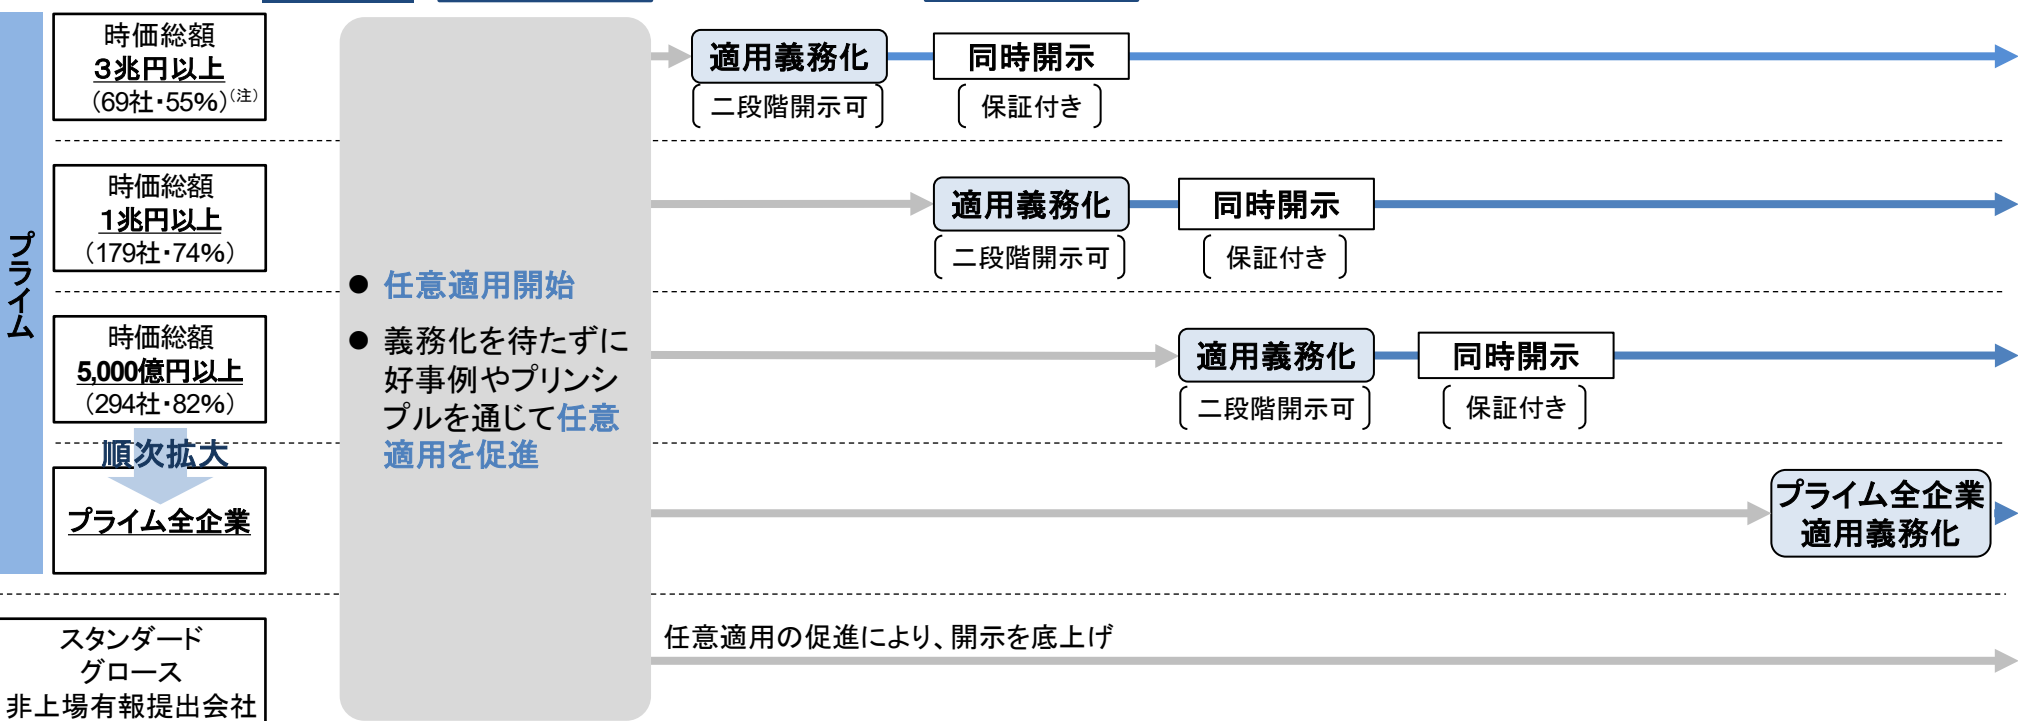 プライム
時価総額
3兆円以上
（69社・55%）（注）
適用義務化
二段階開示可
同時開示
保証付き
時価総額
1兆円以上
（179社・74%）
適用義務化
二段階開示可
同時開示
保証付き
時価総額
5,000億円以上
（294社・82%）
適用義務化
二段階開示可
同時開示
保証付き
● 任意適用開始
● 義務化を待たずに
好事例やプリンシ
プルを通じて任意
適用を促進
順次拡大
プライム全企業
プライム全企業
適用義務化
スタンダード
グロース
非上場有報提出会社
任意適用の促進により、開示を底上げ